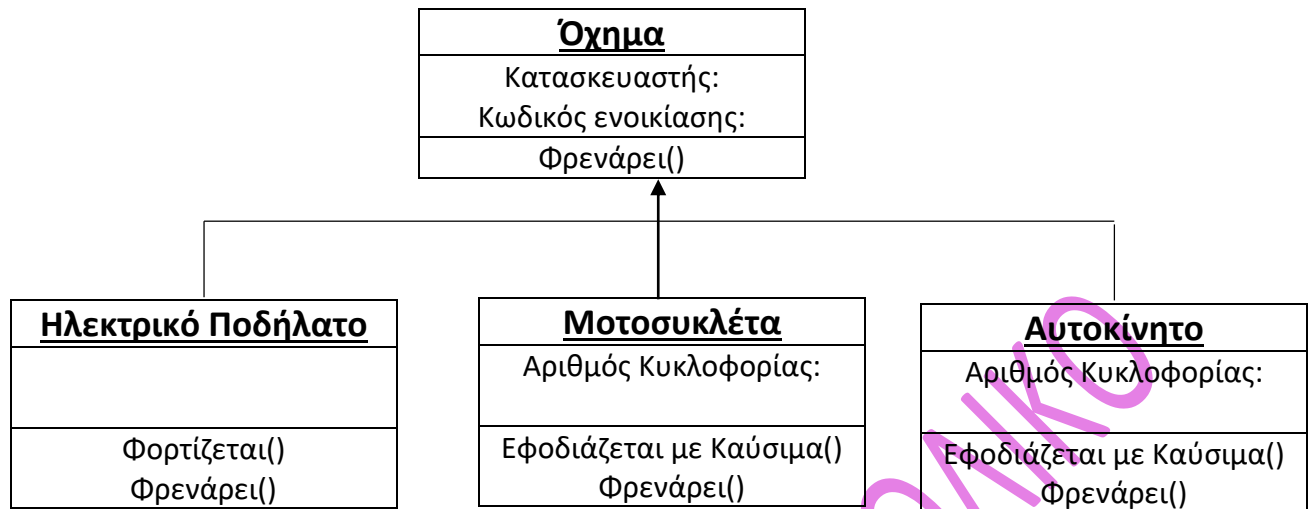 Όχημα
Κατασκευαστής:
Κωδικός ενοικίασης:
Φρενάρει()
Ηλεκτρικό Ποδήλατο
Φορτίζεται()
Φρενάρει()
Μοτοσυκλέτα
Αριθμός Κυκλοφορίας:
Εφοδιάζεται με Καύσιμα()
Φρενάρει()
Αυτοκίνητο
Αριθμός Κυκλοφορίας:
Εφοδιάζεται με Καύσιμα()
Φρενάρει()